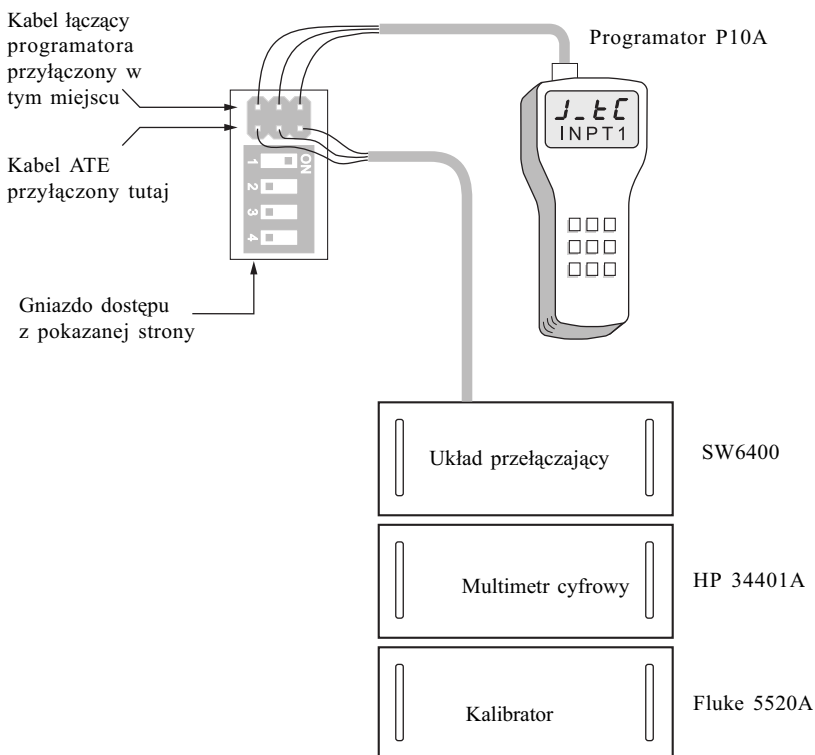 Kabel łączący
programatora
przyłączony w
tym miejscu
Programator P10A
J_tC
INPT1
Kabel ATE
przyłączony tutaj
ON
1
2
3
4
Gniazdo dostępu
z pokazanej strony
Układ przełączający
SW6400
Multimetr cyfrowy
HP 34401A
Kalibrator
Fluke 5520A